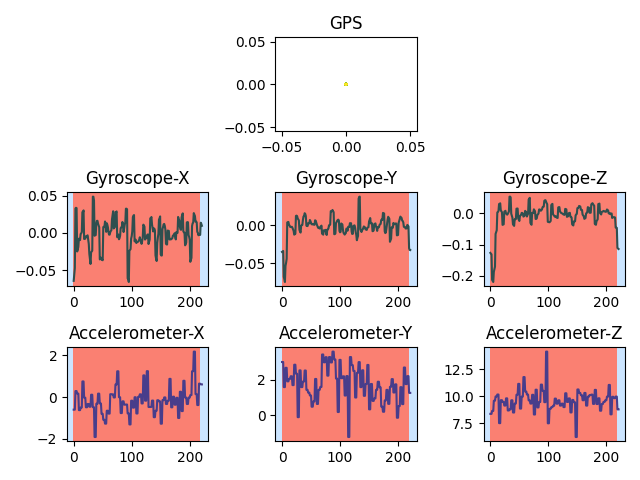 GPS
0.05
0.00
−0.05
−0.05 0.00 0.05
Gyroscope-X Gyroscope-Y Gyroscope-Z
0.05
0.00
−0.05
0 100 200
0.00
−0.05
0 100 200
0.0
−0.1
−0.2
0 100 200
Accelerometer-X Accelerometer-Y Accelerometer-Z
2
0
−2
0 100 200
2
0
0 100 200
12.5
10.0
7.5
0 100 200